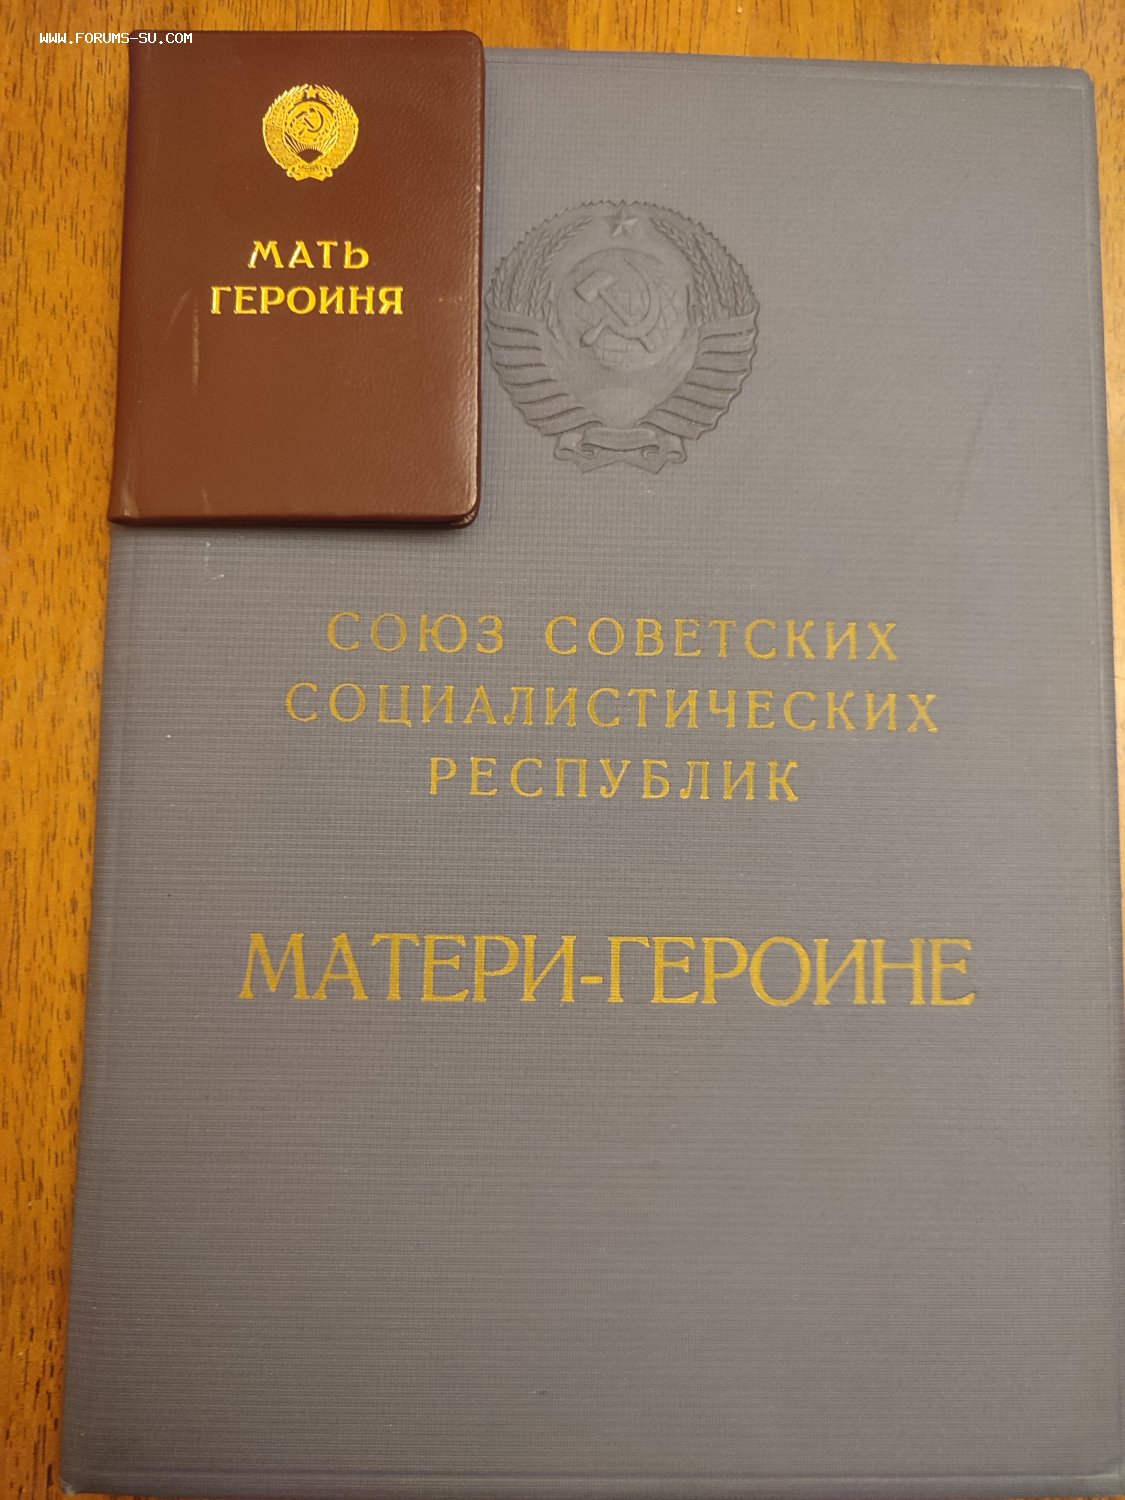 WWW.FORUMS-SU.COM
МАТЬ
ГЕРОИНЯ
СОЮЗ СОВЕТСКИХ
СОЦИАЛИСТИЧЕСКИХ
РЕСПУБЛИК
МАТЕРИ-ГЕРОИНЕ